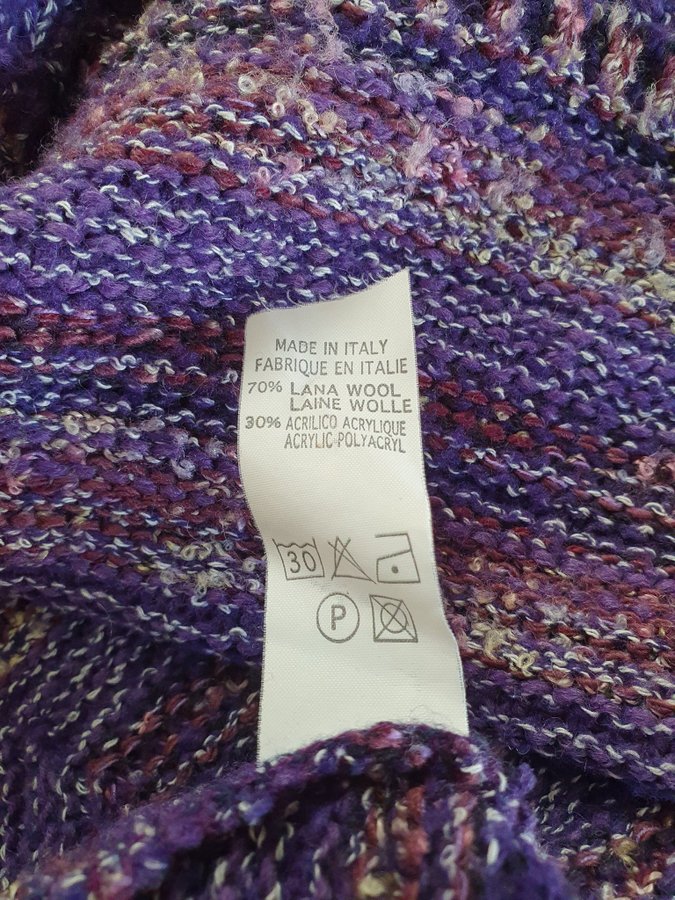 MADE IN ITALY
FABRIQUE EN ITALIE
70% LANA WOOL
LAINE WOLLE
30% ACRILICO ACRYLIQUE
ACRYLIC-POLYACRYL
30
P